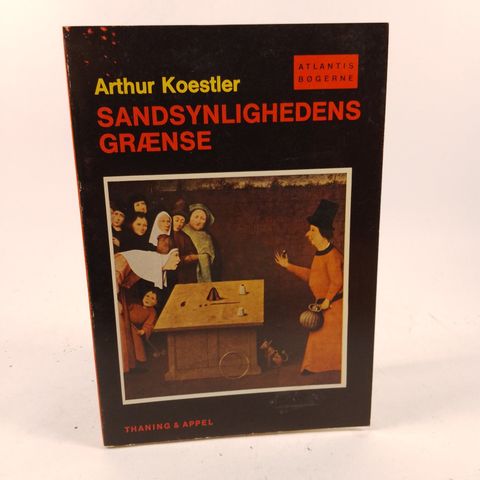 ATLANTIS
BØGERNE
Arthur Koestler
SANDSYNLIGHEDENS
GRÆNSE
THANING & APPEL